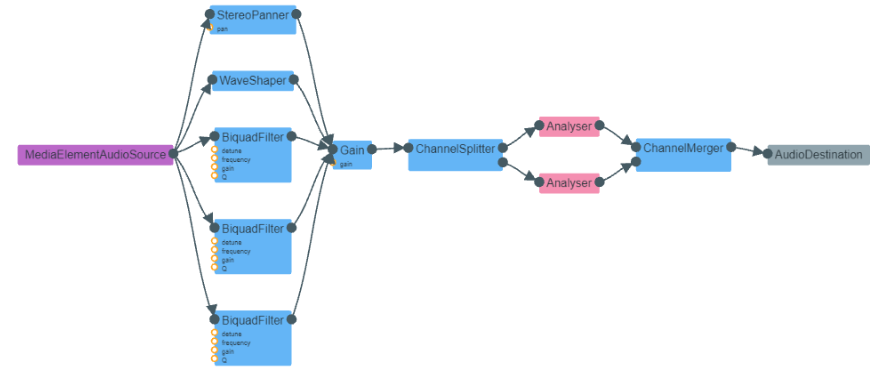 StereoPanner
pan
WaveShaper
BiquadFilter
detune
frequency
gain
Q
MediaElementAudioSource
Gain
gain
ChannelSplitter
Analyser
Analyser
ChannelMerger
AudioDestination
BiquadFilter
detune
frequency
gain
Q
BiquadFilter
detune
frequency
gain
Q